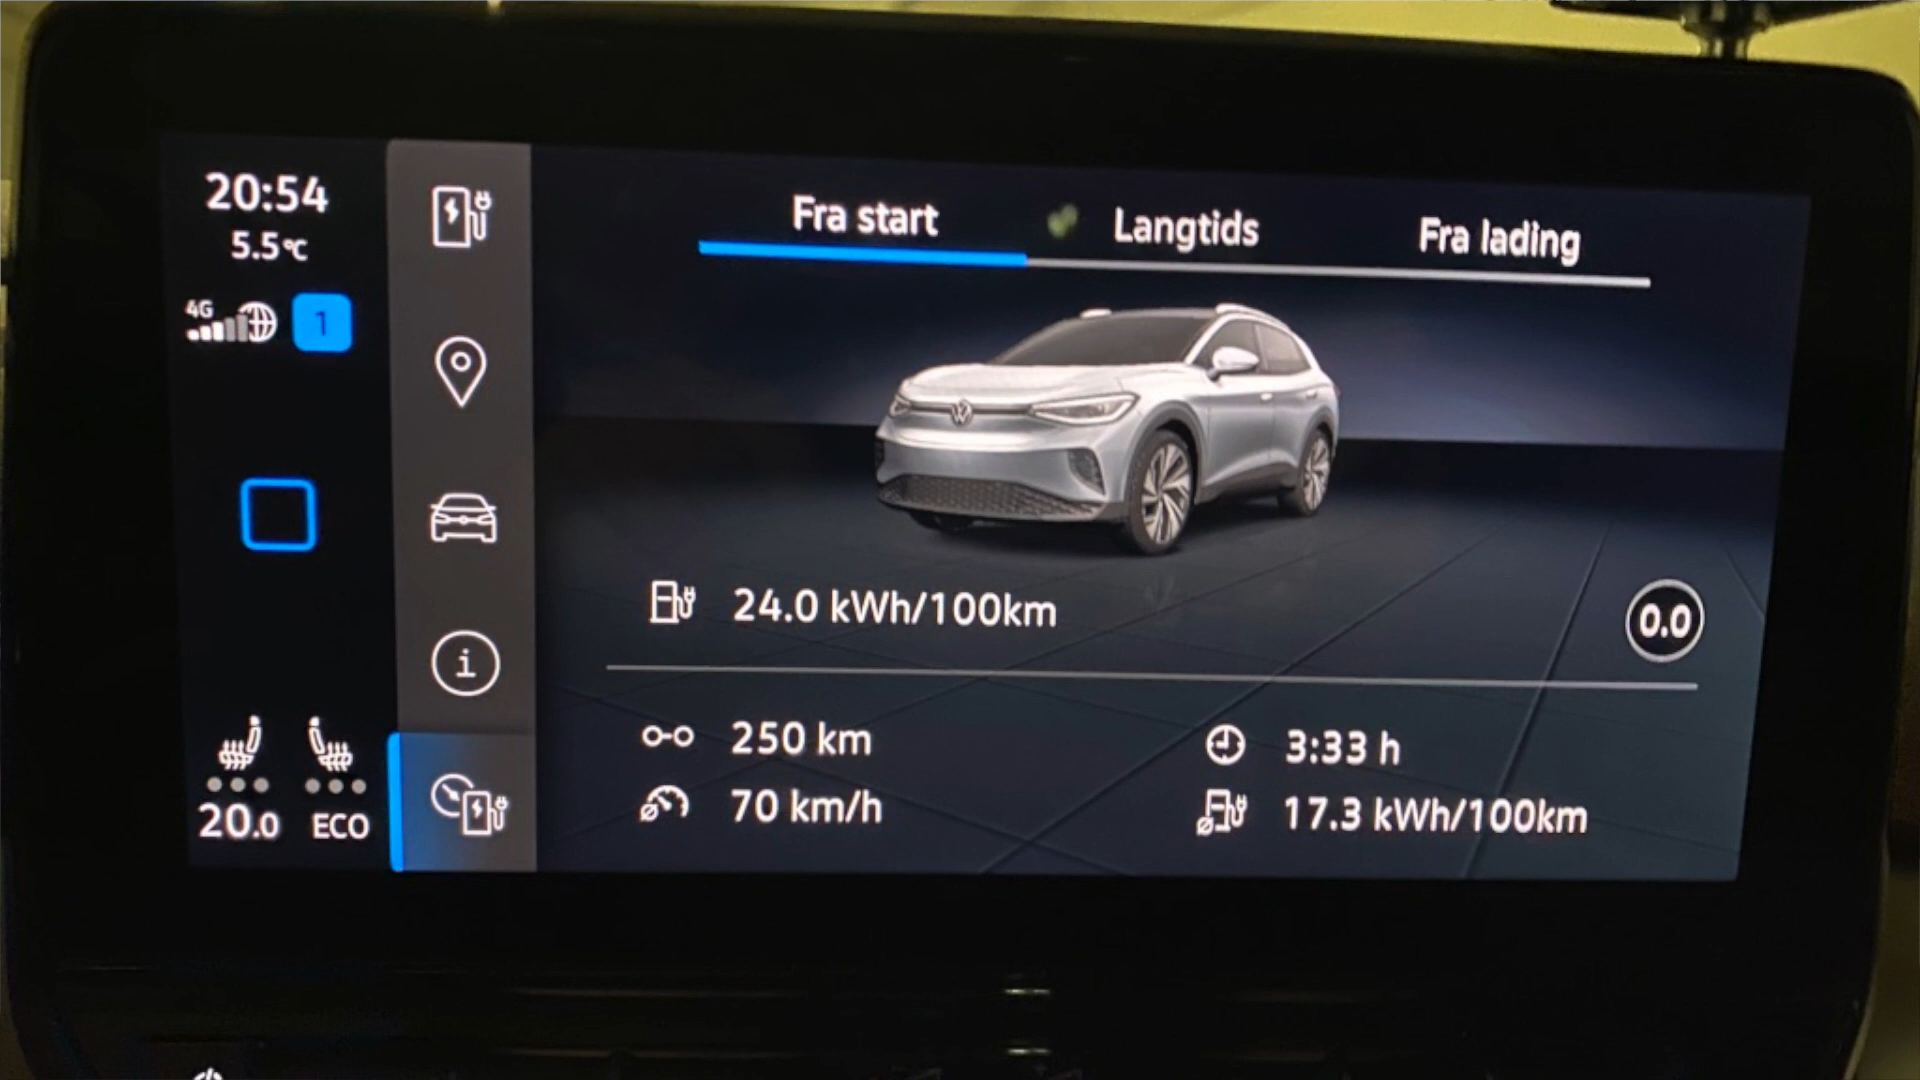 20:54
5.5°C
4G
1
20.0
ECO
Fra start
Langtids
Fra lading
24.0 kWh/100km
0.0
250 km
3:33 h
70 km/h
17.3 kWh/100km